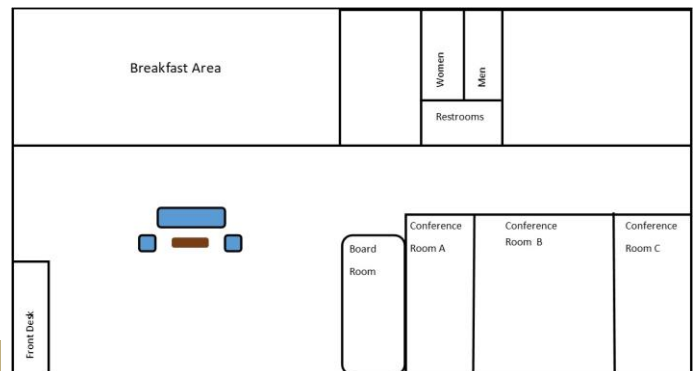 Breakfast Area
Women
Men
Restrooms
Conference
Room A
Conference
Room B
Conference
Room C
Board
Room
Front Desk